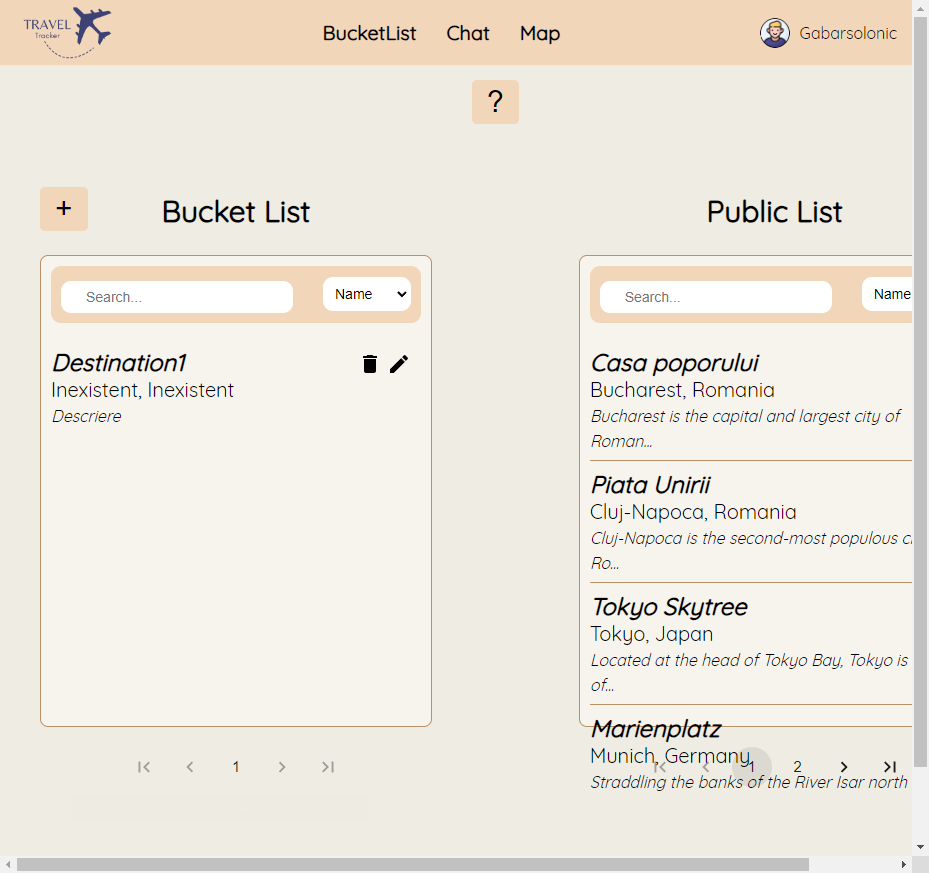 TRAVEL
Tracker
BucketList
Chat
Map
Gabarsolonic
?
+
Bucket List
Public List
Search...
Name
Destination1
Inexistent, Inexistent
Descriere
1
Search...
Name
Casa poporului
Bucharest, Romania
Bucharest is the capital and largest city of
Roman...
Piata Unirii
Cluj-Napoca, Romania
Cluj-Napoca is the second-most populous ci
Ro...
Tokyo Skytree
Tokyo, Japan
Located at the head of Tokyo Bay, Tokyo is
of...
Marienplatz
Munich, Germany
Straddling the banks of the River Isar north
1
2